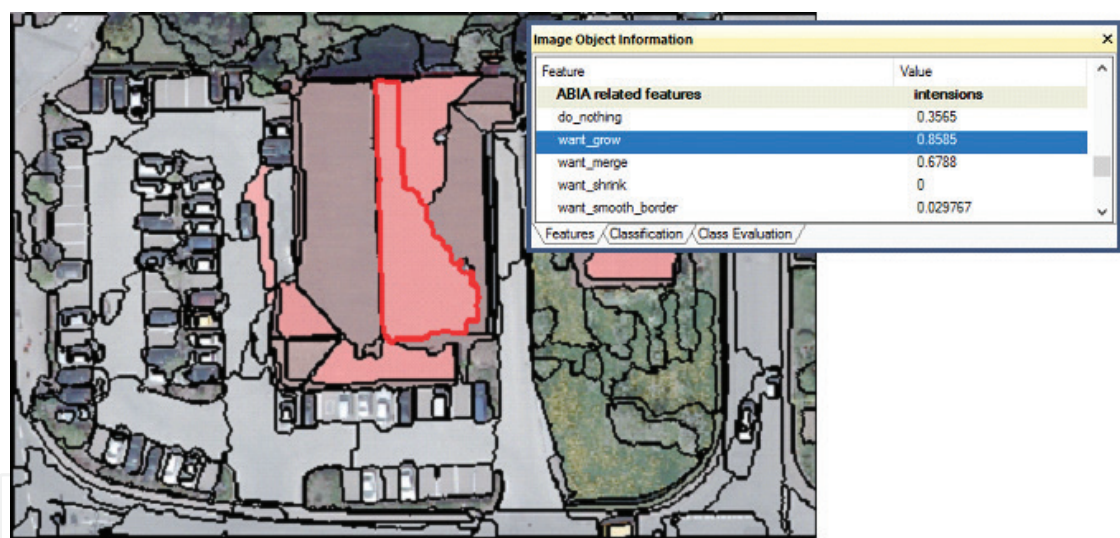 Image Object Information ×
Feature Value
ABIA related features intensions
do_nothing 0.3565
want_grow 0.8585
want_merge 0.6788
want_shrink 0
want_smooth_border 0.029767
Features Classification Class Evaluation